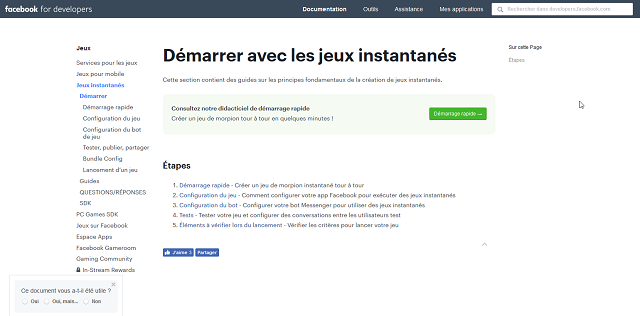 facebook for developers
Documentation Outils Assistance Mes applications Rechercher dans developers.facebook.com
Jeux
Services pour les jeux
Jeux pour mobile
Jeux instantanés
Démarrer
Démarrage rapide
Configuration du jeu
Configuration du bot
de jeu
Tester, publier, partager
Bundle Config
Lancement d'un jeu
Guides
QUESTIONS/RÉPONSES
SDK
PC Games SDK
Jeux sur Facebook
Espace Apps
Facebook Gameroom
Gaming Community
In-Stream Rewards
Démarrer avec les jeux instantanés
Cette section contient des guides sur les principes fondamentaux de la création de jeux instantanés.
Consultez notre didacticiel de démarrage rapide
Créer un jeu de morpion tour à tour en quelques minutes !
Démarrage rapide →
Étapes
1. Démarrage rapide - Créer un jeu de morpion instantané tour à tour
2. Configuration du jeu - Comment configurer votre app Facebook pour exécuter des jeux instantanés
3. Configuration du bot - Configurer votre bot Messenger pour utiliser des jeux instantanés
4. Tests - Tester votre jeu et configurer des conversations entre les utilisateurs test
5. Éléments à vérifier lors du lancement - Vérifier les critères pour lancer votre jeu
J'aime 3 Partager
Sur cette Page
Étapes
Ce document vous a-t-il été utile ?
Oui Oui, mais... Non